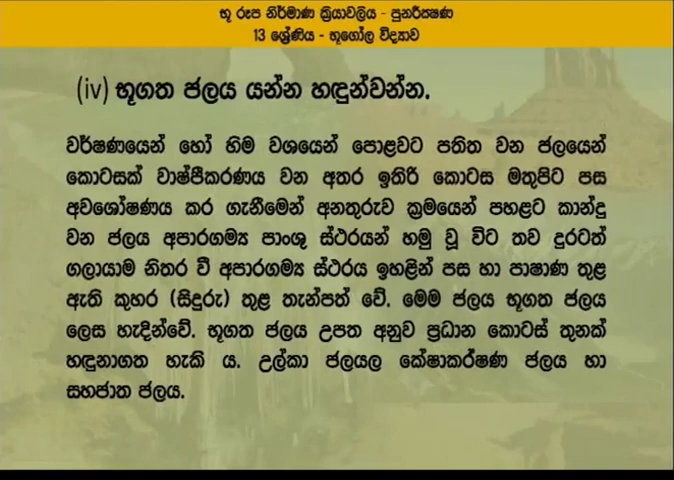 භූ රූප නිර්මාණ ක්‍රියාවලිය - පුනරීක්ෂණ
13 ශ්‍රේණිය - භූගෝල විද්‍යාව
(iv) භූගත ජලය යන්න හඳුන්වන්න.
වර්ෂණයෙන් හෝ හිම වශයෙන් පොළවට පතිත වන ජලයෙන්
කොටසක් වාෂ්පීකරණය වන අතර ඉතිරි කොටස මතුපිට පස
අවශෝෂණය කර ගැනීමෙන් අනතුරුව ක්‍රමයෙන් පහළට කාන්දු
වන ජලය අපාරගම්‍ය පාංශු ස්ථරයන් හමු වූ විට තව දුරටත්
ගලායාම නිතර වී අපාරගම්‍ය ස්ථරය ඉහළින් පස හා පාෂාණ තුළ
ඇති කුහර (සිදුරු) තුළ තැන්පත් වේ. මෙම ජලය භූගත ජලය
ලෙස හැදින්වේ. භූගත ජලය උපත අනුව ප්‍රධාන කොටස් තුනක්
හඳුනාගත හැකි ය. උල්කා ජලයල කේෂාකර්ෂණ ජලය හා
සහජාත ජලය.